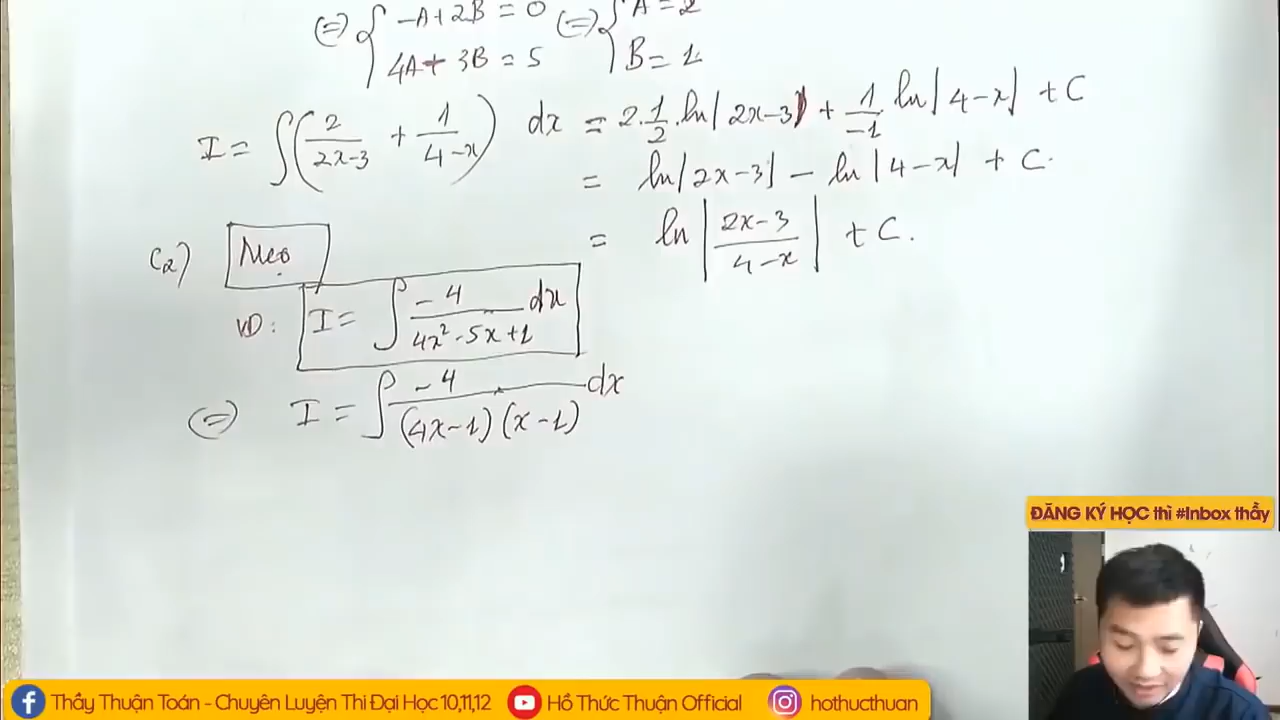 (=) { -A+2B = 0 (=) { A = 2
4A + 3B = 5 B = 1
I = ∫(2/(2x-3) + 1/(4-x)) dx = 2.1/2.ln|2x-3| + 1/-1 ln|4-x| + C
= ln|2x-3| - ln|4-x| + C.
= ln|(2x-3)/(4-x)| + C.
C2) Mẹo
VD: I = ∫ -4/(4x²-5x+1) dx
(=) I = ∫ -4/((4x-1)(x-1)) dx
ĐĂNG KÝ HỌC thì #Inbox thầy
Thầy Thuận Toán - Chuyên Luyện Thi Đại Học 10,11,12 Hồ Thức Thuận Official hothucthuan